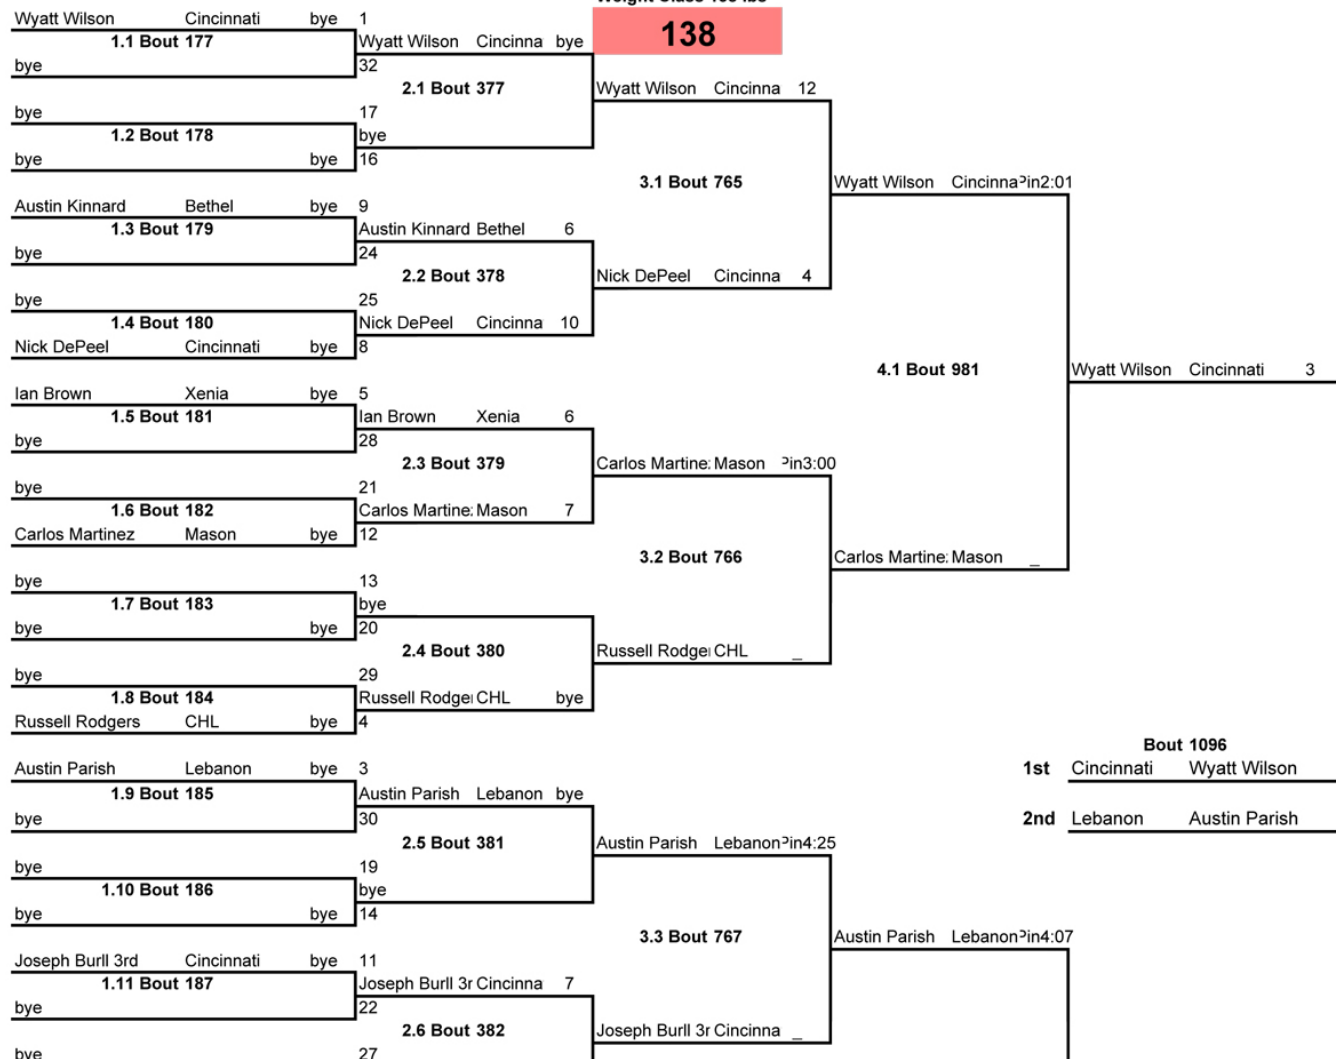 Wyatt Wilson Cincinnati bye 1
138
1.1 Bout 177
Wyatt Wilson Cincinna bye
bye
32
2.1 Bout 377
Wyatt Wilson Cincinna 12
bye
17
1.2 Bout 178
bye
bye bye 16
3.1 Bout 765
Wyatt Wilson Cincinna Pin2:01
Austin Kinnard Bethel bye 9
1.3 Bout 179
Austin Kinnard Bethel 6
bye
24
2.2 Bout 378
Nick DePeel Cincinna 4
bye
25
1.4 Bout 180
Nick DePeel Cincinna 10
Nick DePeel Cincinnati bye 8
4.1 Bout 981
Wyatt Wilson Cincinnati 3
Ian Brown Xenia bye 5
1.5 Bout 181
Ian Brown Xenia 6
bye
28
2.3 Bout 379
Carlos Martine Mason Pin3:00
bye
21
1.6 Bout 182
Carlos Martine Mason 7
Carlos Martinez Mason bye 12
3.2 Bout 766
Carlos Martine Mason _
bye
13
1.7 Bout 183
bye
bye bye 20
2.4 Bout 380
Russell Rodge CHL _
bye
29
1.8 Bout 184
Russell Rodge CHL bye
Russell Rodgers CHL bye 4
Bout 1096
Austin Parish Lebanon bye 3
1st Cincinnati Wyatt Wilson
1.9 Bout 185
Austin Parish Lebanon bye
bye
30
2nd Lebanon Austin Parish
2.5 Bout 381
Austin Parish Lebanon Pin4:25
bye
19
1.10 Bout 186
bye
bye bye 14
3.3 Bout 767
Austin Parish Lebanon Pin4:07
Joseph Burll 3rd Cincinnati bye 11
1.11 Bout 187
Joseph Burll 3r Cincinna 7
bye
22
2.6 Bout 382
Joseph Burll 3r Cincinna _
bye
27